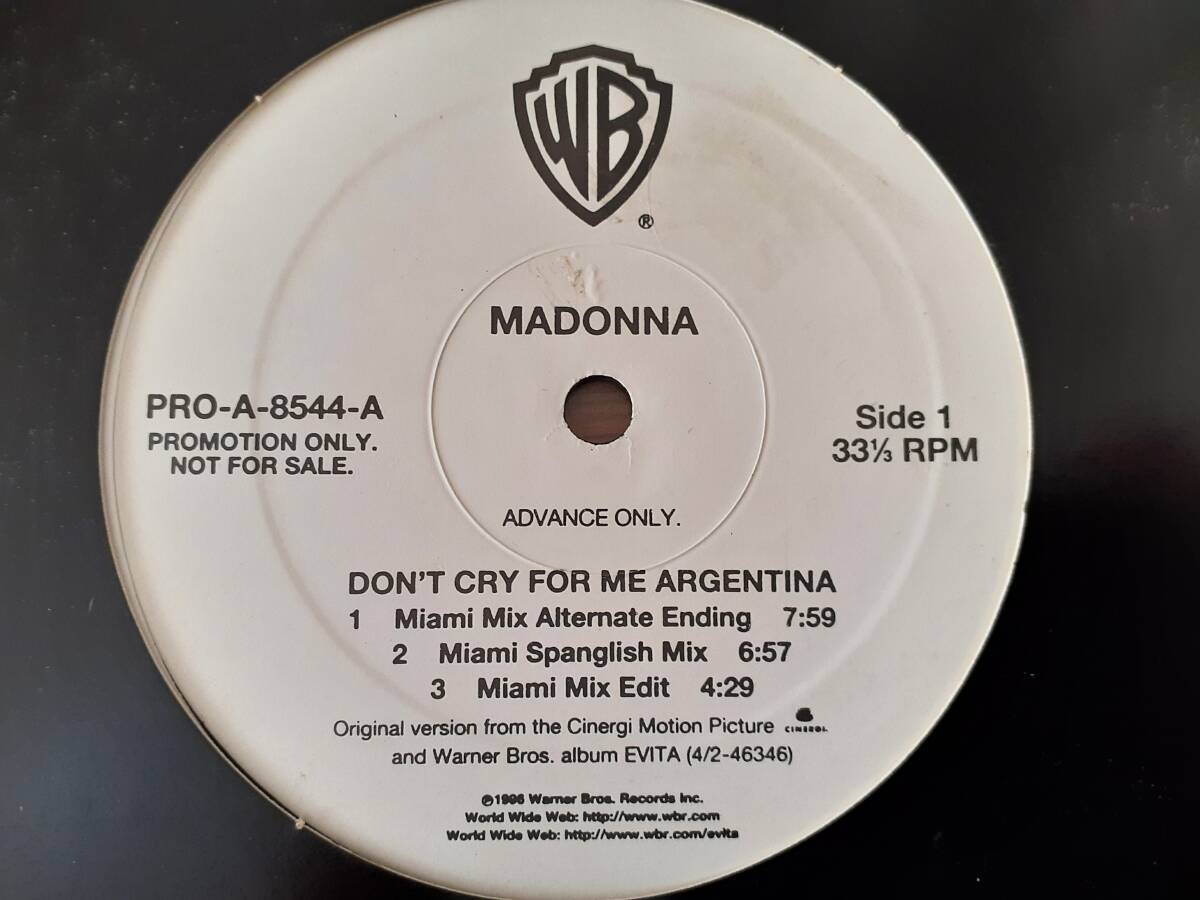 WB
®
MADONNA
PRO-A-8544-A
PROMOTION ONLY.
NOT FOR SALE.
Side 1
33⅓ RPM
ADVANCE ONLY.
DON'T CRY FOR ME ARGENTINA
1 Miami Mix Alternate Ending 7:59
2 Miami Spanglish Mix 6:57
3 Miami Mix Edit 4:29
Original version from the Cinergi Motion Picture CINERGI.
and Warner Bros. album EVITA (4/2-46346)
℗1996 Warner Bros. Records Inc.
World Wide Web: http://www.wbr.com
World Wide Web: http://www.wbr.com/evita